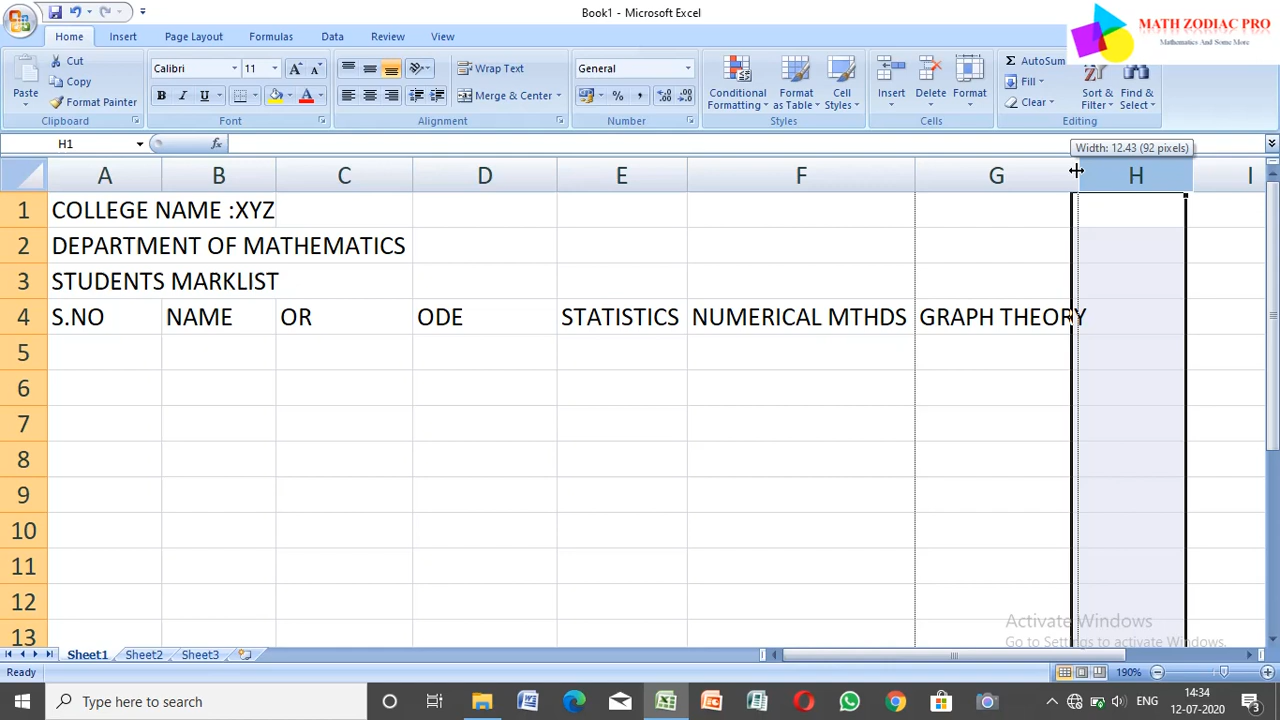 Book1 - Microsoft Excel
MATH ZODIAC PRO
Mathematics And Some More
Home Insert Page Layout Formulas Data Review View
Paste
Cut
Copy
Format Painter
Clipboard
Calibri 11
B I U A A A
Font
Wrap Text
Merge & Center
Alignment
General
% ,
Number
Conditional Formatting
Format as Table
Cell Styles
Styles
Insert Delete Format
Cells
Σ AutoSum
Fill
Clear
Sort & Filter
Find & Select
Editing
H1
fx
Width: 12.43 (92 pixels)
A B C D E F G H I
1 COLLEGE NAME :XYZ
2 DEPARTMENT OF MATHEMATICS
3 STUDENTS MARKLIST
4 S.NO NAME OR ODE STATISTICS NUMERICAL MTHDS GRAPH THEORY
5
6
7
8
9
10
11
12
13
Activate Windows
Go to Settings to activate Windows.
Sheet1 Sheet2 Sheet3
Ready
190%
Type here to search
ENG
14:34
12-07-2020
3